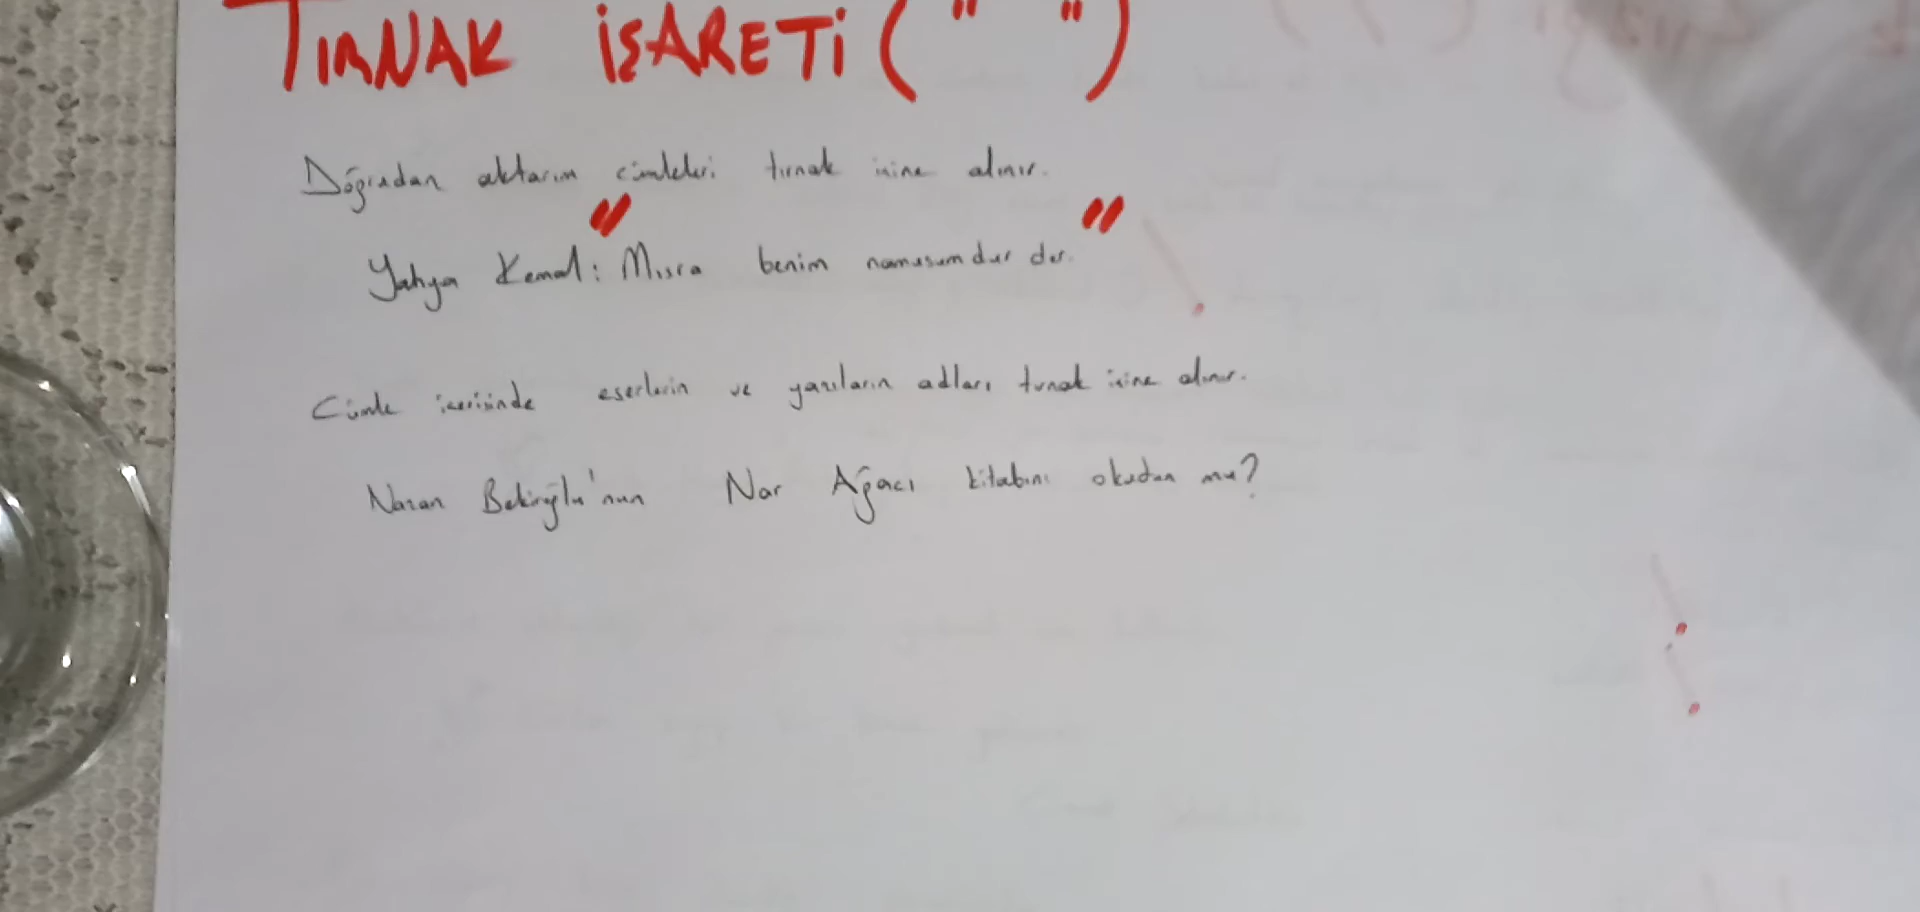 TIRNAK İŞARETİ (" ")
Doğrudan aktarım cümleleri tırnak içine alınır.
Yahya Kemal: "Mısra benim namusumdur der."
Cümle içerisinde eserlerin ve yazıların adları tırnak içine alınır.
Nazan Bekiroğlu'nun Nar Ağacı kitabını okudun mu?